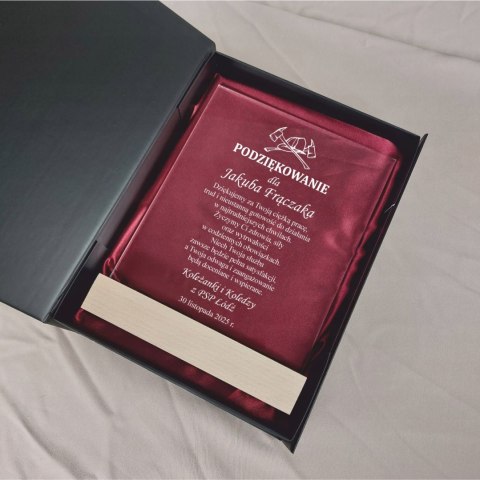 PODZIĘKOWANIE
dla
Jakuba Frączaka
Dziękujemy za Twoją ciężką pracę,
trud i nieustanną gotowość do działania
w najtrudniejszych chwilach.
Życzymy Ci zdrowia, siły
oraz wytrwałości
w codziennych obowiązkach.
Niech Twoja służba
zawsze będzie pełna satysfakcji,
a Twoja odwaga i zaangażowanie
będą doceniane i wspierane.
Koleżanki i Koledzy
z PSP Łódź
30 listopada 2025 r.